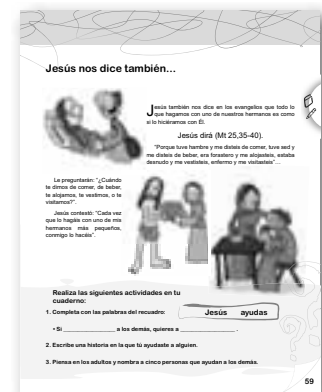 Jesús nos dice también...
Jesús también nos dice en los evangelios que todo lo
que hagamos con uno de nuestros hermanos es como
si lo hiciéramos con Él.
Jesús dirá (Mt 25,35-40).
"Porque tuve hambre y me disteis de comer, tuve sed y
me disteis de beber, era forastero y me alojasteis, estaba
desnudo y me vestisteis, enfermo y me visitasteis"...
Le preguntarán: "¿Cuándo
te dimos de comer, de beber,
te alojamos, te vestimos, o te
visitamos?".
Jesús contestó: "Cada vez
que lo hagáis con uno de mis
hermanos más pequeños,
conmigo lo hacéis".
Realiza las siguientes actividades en tu
cuaderno:
1. Completa con las palabras del recuadro:
Jesús ayudas
• Si ________________ a los demás, quieres a ________________ .
2. Escribe una historia en la que tú ayudaste a alguien.
3. Piensa en los adultos y nombra a cinco personas que ayudan a los demás.
59